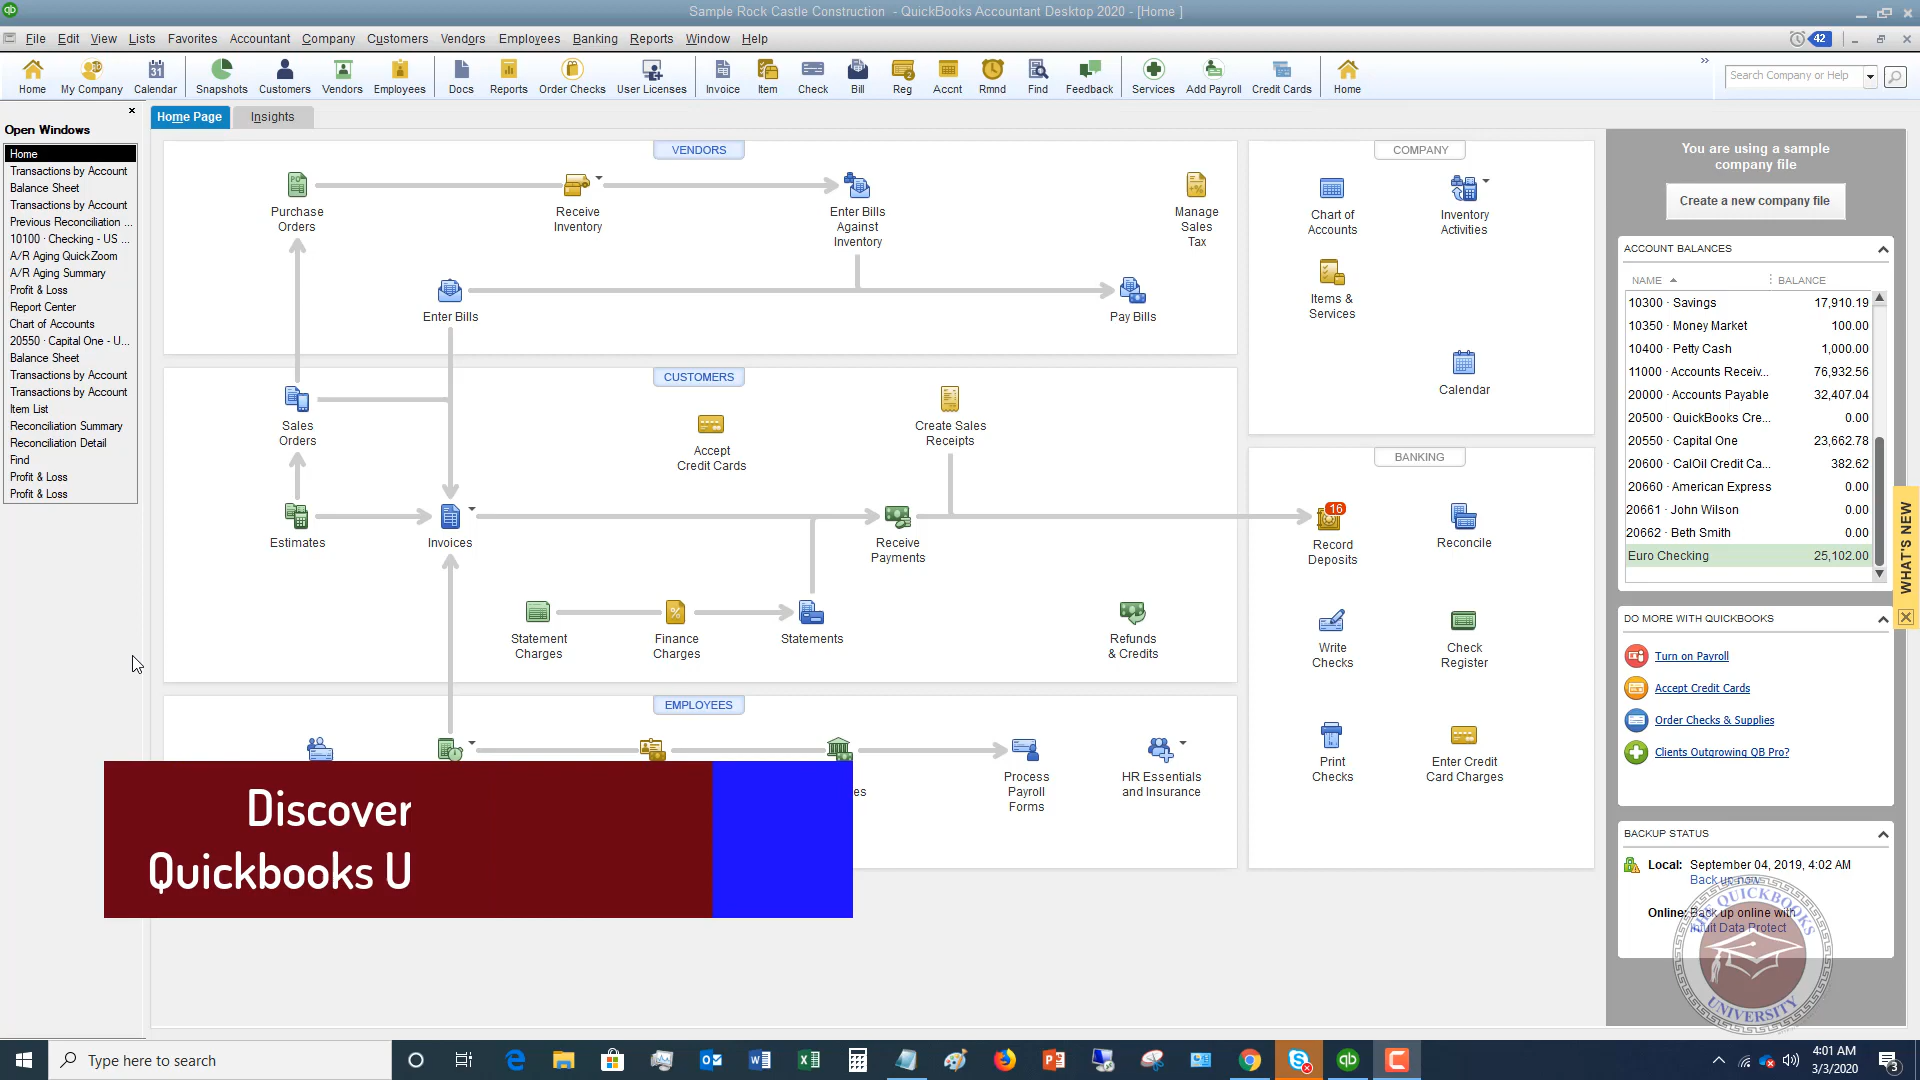 Sample Rock Castle Construction - QuickBooks Accountant Desktop 2020 - [Home ]
File Edit View Lists Favorites Accountant Company Customers Vendors Employees Banking Reports Window Help
42
Home My Company Calendar Snapshots Customers Vendors Employees Docs Reports Order Checks User Licenses Invoice Item Check Bill Reg Accnt Rmnd Find Feedback Services Add Payroll Credit Cards Home
Search Company or Help
Open Windows
Home
Transactions by Account
Balance Sheet
Transactions by Account
Previous Reconciliation ...
10100 · Checking - US ...
A/R Aging QuickZoom
A/R Aging Summary
Profit & Loss
Report Center
Chart of Accounts
20550 · Capital One - U...
Balance Sheet
Transactions by Account
Transactions by Account
Item List
Reconciliation Summary
Reconciliation Detail
Find
Profit & Loss
Profit & Loss
Home Page
Insights
VENDORS
Purchase
Orders
Receive
Inventory
Enter Bills
Against
Inventory
Manage
Sales
Tax
Enter Bills
Pay Bills
CUSTOMERS
Sales
Orders
Accept
Credit Cards
Create Sales
Receipts
Estimates
Invoices
Receive
Payments
Statement
Charges
Finance
Charges
Statements
Refunds
& Credits
EMPLOYEES
es
Process
Payroll
Forms
HR Essentials
and Insurance
Discover
Quickbooks U
COMPANY
Chart of
Accounts
Inventory
Activities
Items &
Services
Calendar
BANKING
16
Record
Deposits
Reconcile
Write
Checks
Check
Register
Print
Checks
Enter Credit
Card Charges
You are using a sample
company file
Create a new company file
ACCOUNT BALANCES
NAME BALANCE
10300 · Savings 17,910.19
10350 · Money Market 100.00
10400 · Petty Cash 1,000.00
11000 · Accounts Receiv... 76,932.56
20000 · Accounts Payable 32,407.04
20500 · QuickBooks Cre... 0.00
20550 · Capital One 23,662.78
20600 · CalOil Credit Ca... 382.62
20660 · American Express 0.00
20661 · John Wilson 0.00
20662 · Beth Smith 0.00
Euro Checking 25,102.00
WHAT'S NEW
DO MORE WITH QUICKBOOKS
Turn on Payroll
Accept Credit Cards
Order Checks & Supplies
Clients Outgrowing QB Pro?
BACKUP STATUS
Local: September 04, 2019, 4:02 AM
Back up now
Online: Back up online with
Intuit Data Protect
THE QUICKBOOKS
UNIVERSITY
Type here to search
4:01 AM
3/3/2020
3